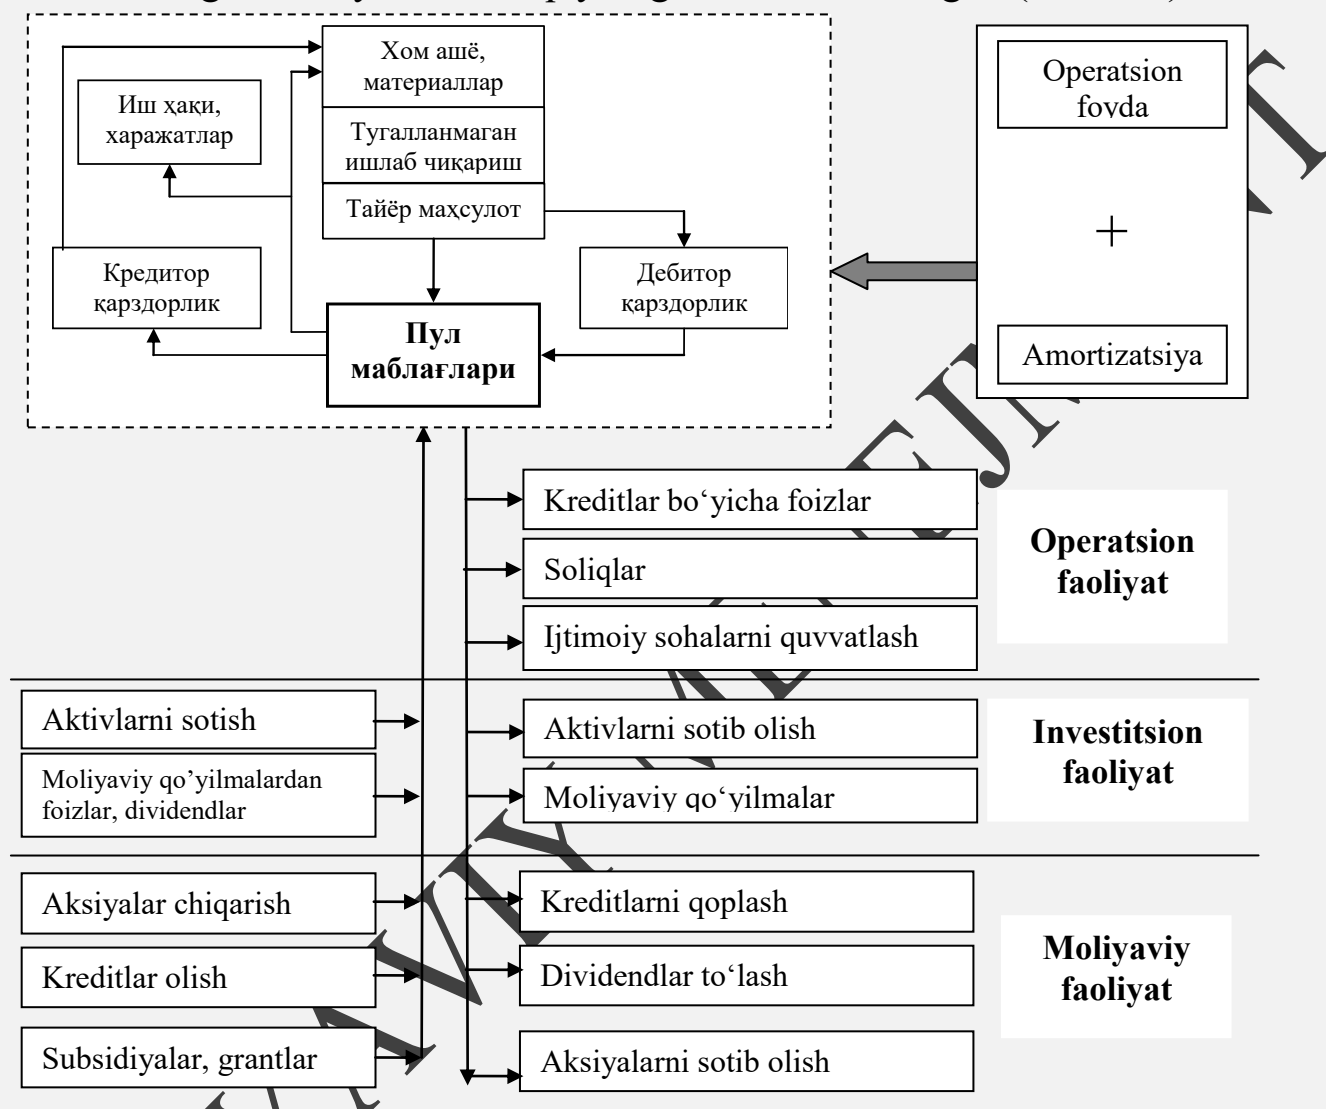 Хом ашё,
материаллар
Иш ҳақи,
харажатлар
Тугалланмаган
ишлаб чиқариш
Тайёр маҳсулот
Кредитор
қарздорлик
Дебитор
қарздорлик
Пул
маблағлари
Operatsion
foyda
+
Amortizatsiya
Kreditlar bo‘yicha foizlar
Soliqlar
Ijtimoiy sohalarni quvvatlash
Operatsion
faoliyat
Aktivlarni sotish
Moliyaviy qo’yilmalardan
foizlar, dividendlar
Aktivlarni sotib olish
Moliyaviy qo‘yilmalar
Investitsion
faoliyat
Aksiyalar chiqarish
Kreditlar olish
Subsidiyalar, grantlar
Kreditlarni qoplash
Dividendlar to‘lash
Aksiyalarni sotib olish
Moliyaviy
faoliyat